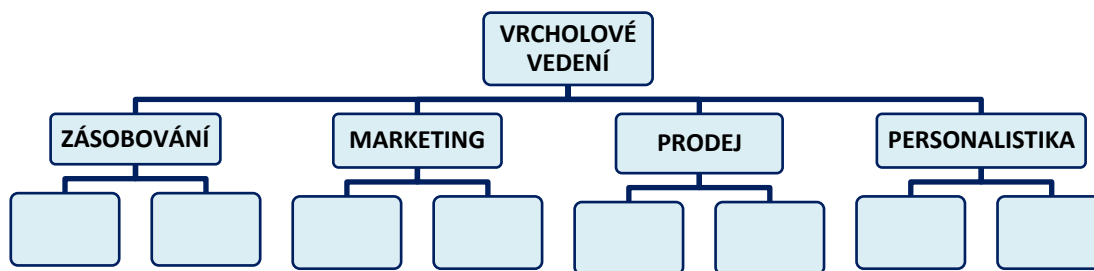 VRCHOLOVÉ
VEDENÍ
ZÁSOBOVÁNÍ
MARKETING
PRODEJ
PERSONALISTIKA